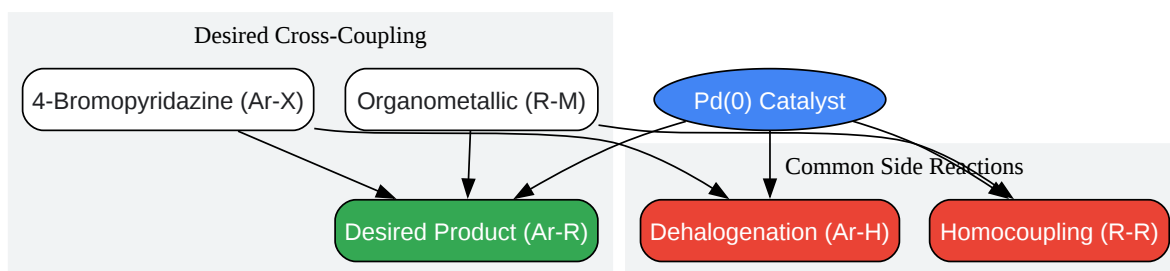 Desired Cross-Coupling
4-Bromopyridazine (Ar-X)
Organometallic (R-M)
Pd(0) Catalyst
Common Side Reactions
Desired Product (Ar-R)
Dehalogenation (Ar-H)
Homocoupling (R-R)